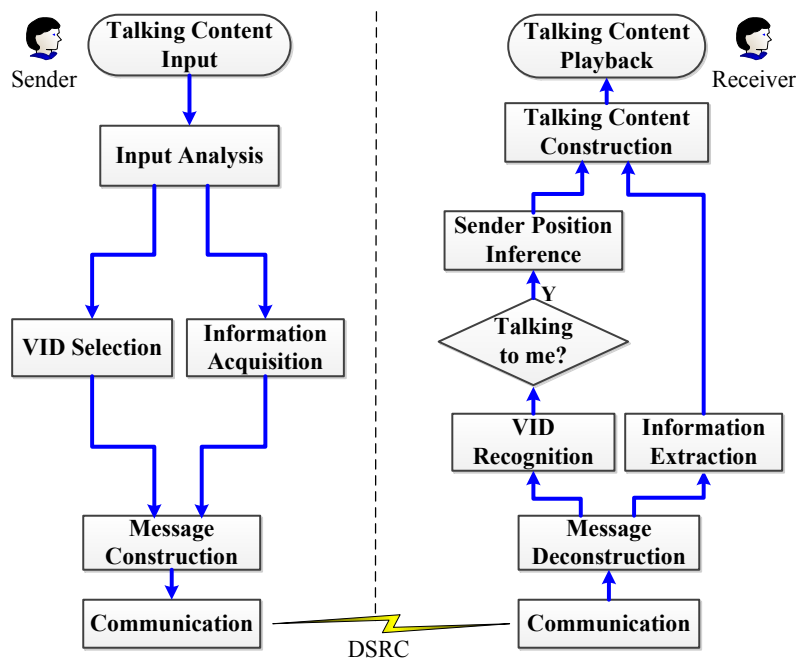 Sender
Talking Content
Input
Input Analysis
VID Selection
Information
Acquisition
Message
Construction
Communication
DSRC
Talking Content
Playback
Receiver
Talking Content
Construction
Sender Position
Inference
Y
Talking
to me?
VID
Recognition
Information
Extraction
Message
Deconstruction
Communication